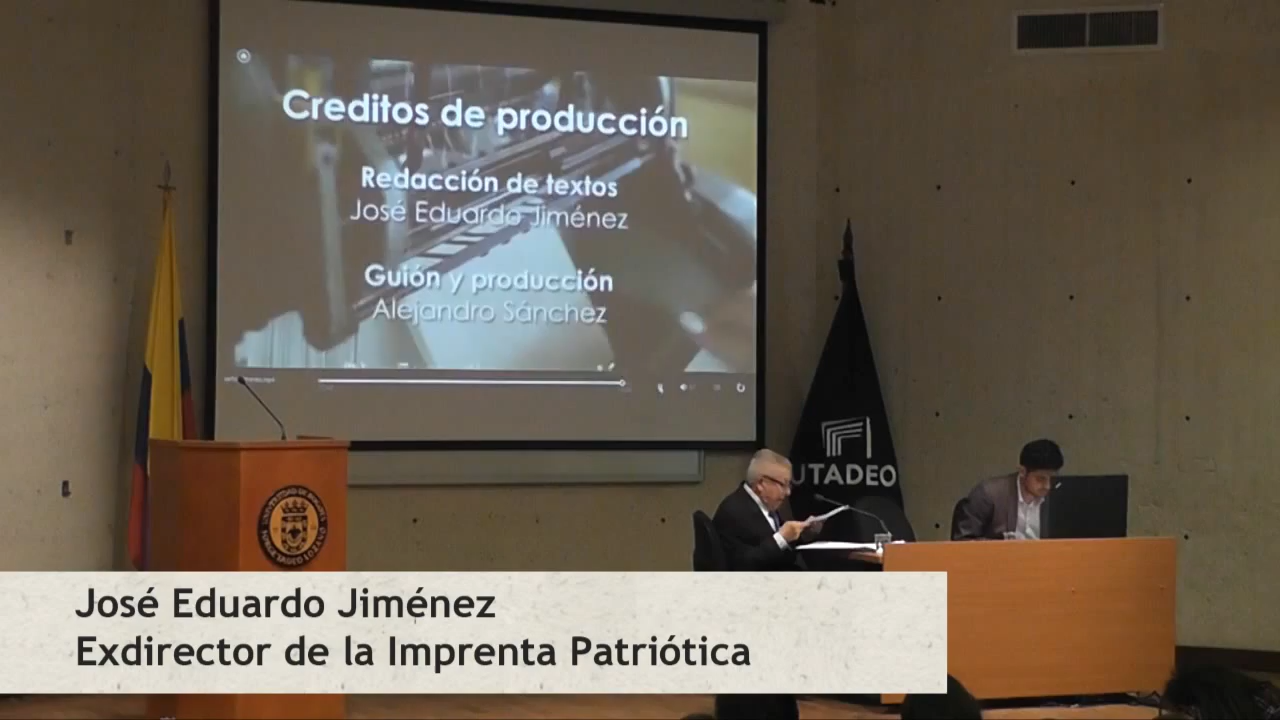 Creditos de producción
Redacción de textos
José Eduardo Jiménez
Guión y producción
Alejandro Sánchez
UTADEO
José Eduardo Jiménez
Exdirector de la Imprenta Patriótica